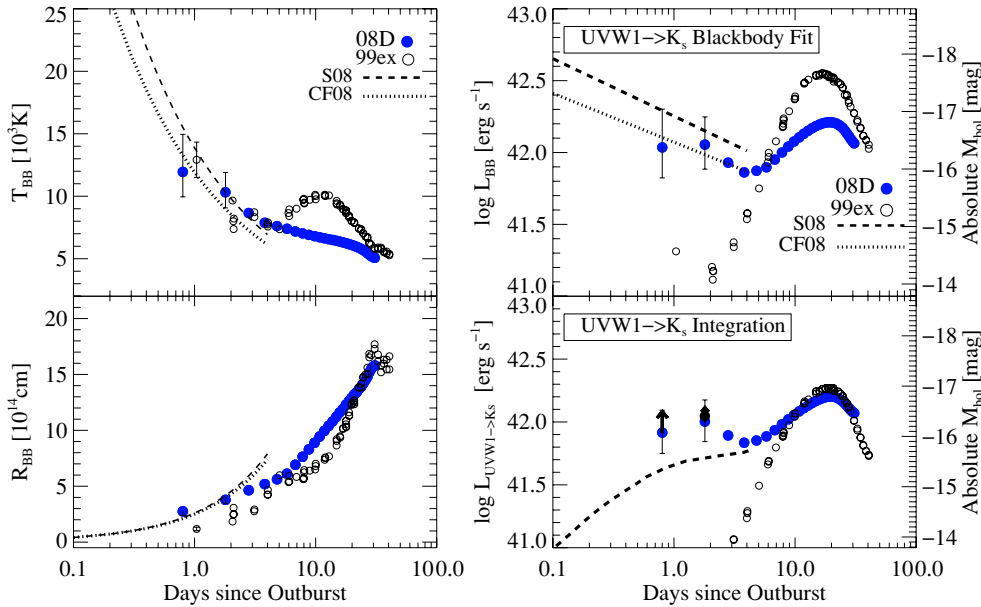 25
20
15
10
5
T_BB [10^3K]
08D
99ex
S08
CF08
43.0
42.5
42.0
41.5
41.0
log L_BB [erg s^−1]
UVW1−>K_s Blackbody Fit
08D
99ex
S08
CF08
−18
−17
−16
−15
−14
Absolute M_bol [mag]
15
10
5
0
R_BB [10^14cm]
0.1
1.0
10.0
100.0
Days since Outburst
43.0
42.5
42.0
41.5
41.0
log L_UVW1−>Ks [erg s^−1]
UVW1−>K_s Integration
−18
−17
−16
−15
−14
Absolute M_bol [mag]
0.1
1.0
10.0
100.0
Days since Outburst